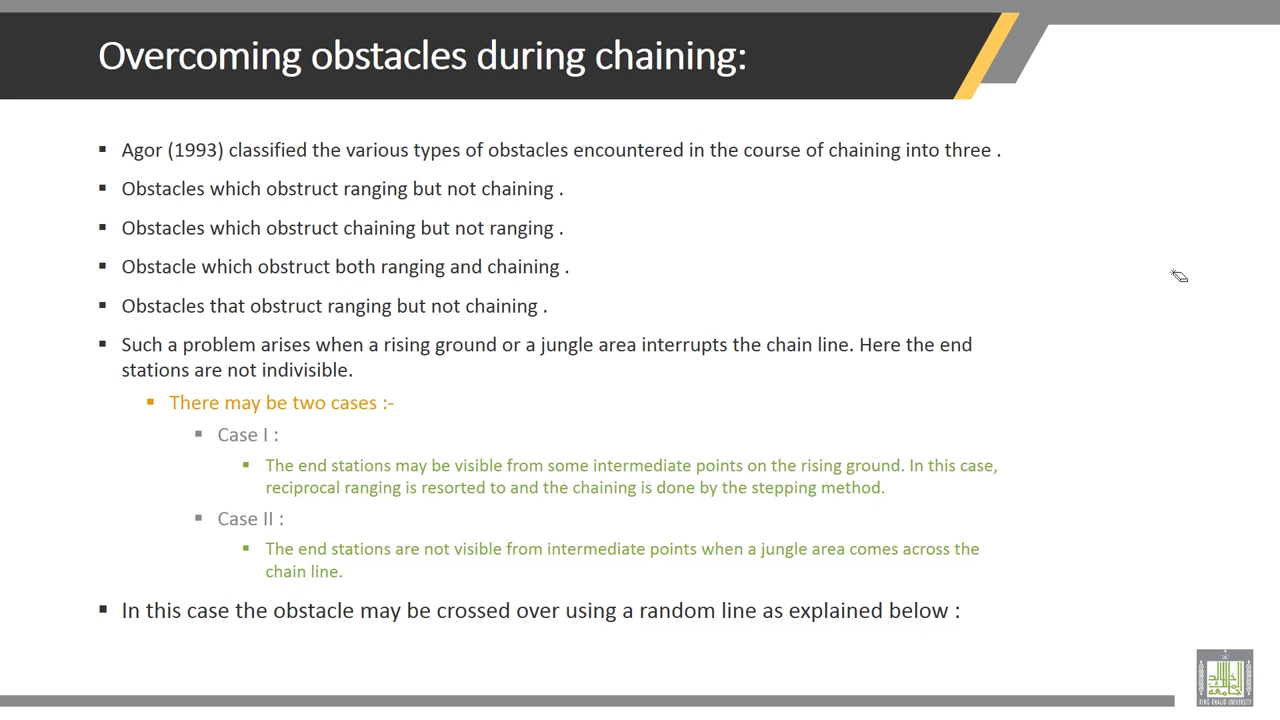 Overcoming obstacles during chaining:
▪ Agor (1993) classified the various types of obstacles encountered in the course of chaining into three .
▪ Obstacles which obstruct ranging but not chaining .
▪ Obstacles which obstruct chaining but not ranging .
▪ Obstacle which obstruct both ranging and chaining .
▪ Obstacles that obstruct ranging but not chaining .
▪ Such a problem arises when a rising ground or a jungle area interrupts the chain line. Here the end
stations are not indivisible.
▪ There may be two cases :-
▪ Case I :
▪ The end stations may be visible from some intermediate points on the rising ground. In this case,
reciprocal ranging is resorted to and the chaining is done by the stepping method.
▪ Case II :
▪ The end stations are not visible from intermediate points when a jungle area comes across the
chain line.
▪ In this case the obstacle may be crossed over using a random line as explained below :
KING KHALID UNIVERSITY